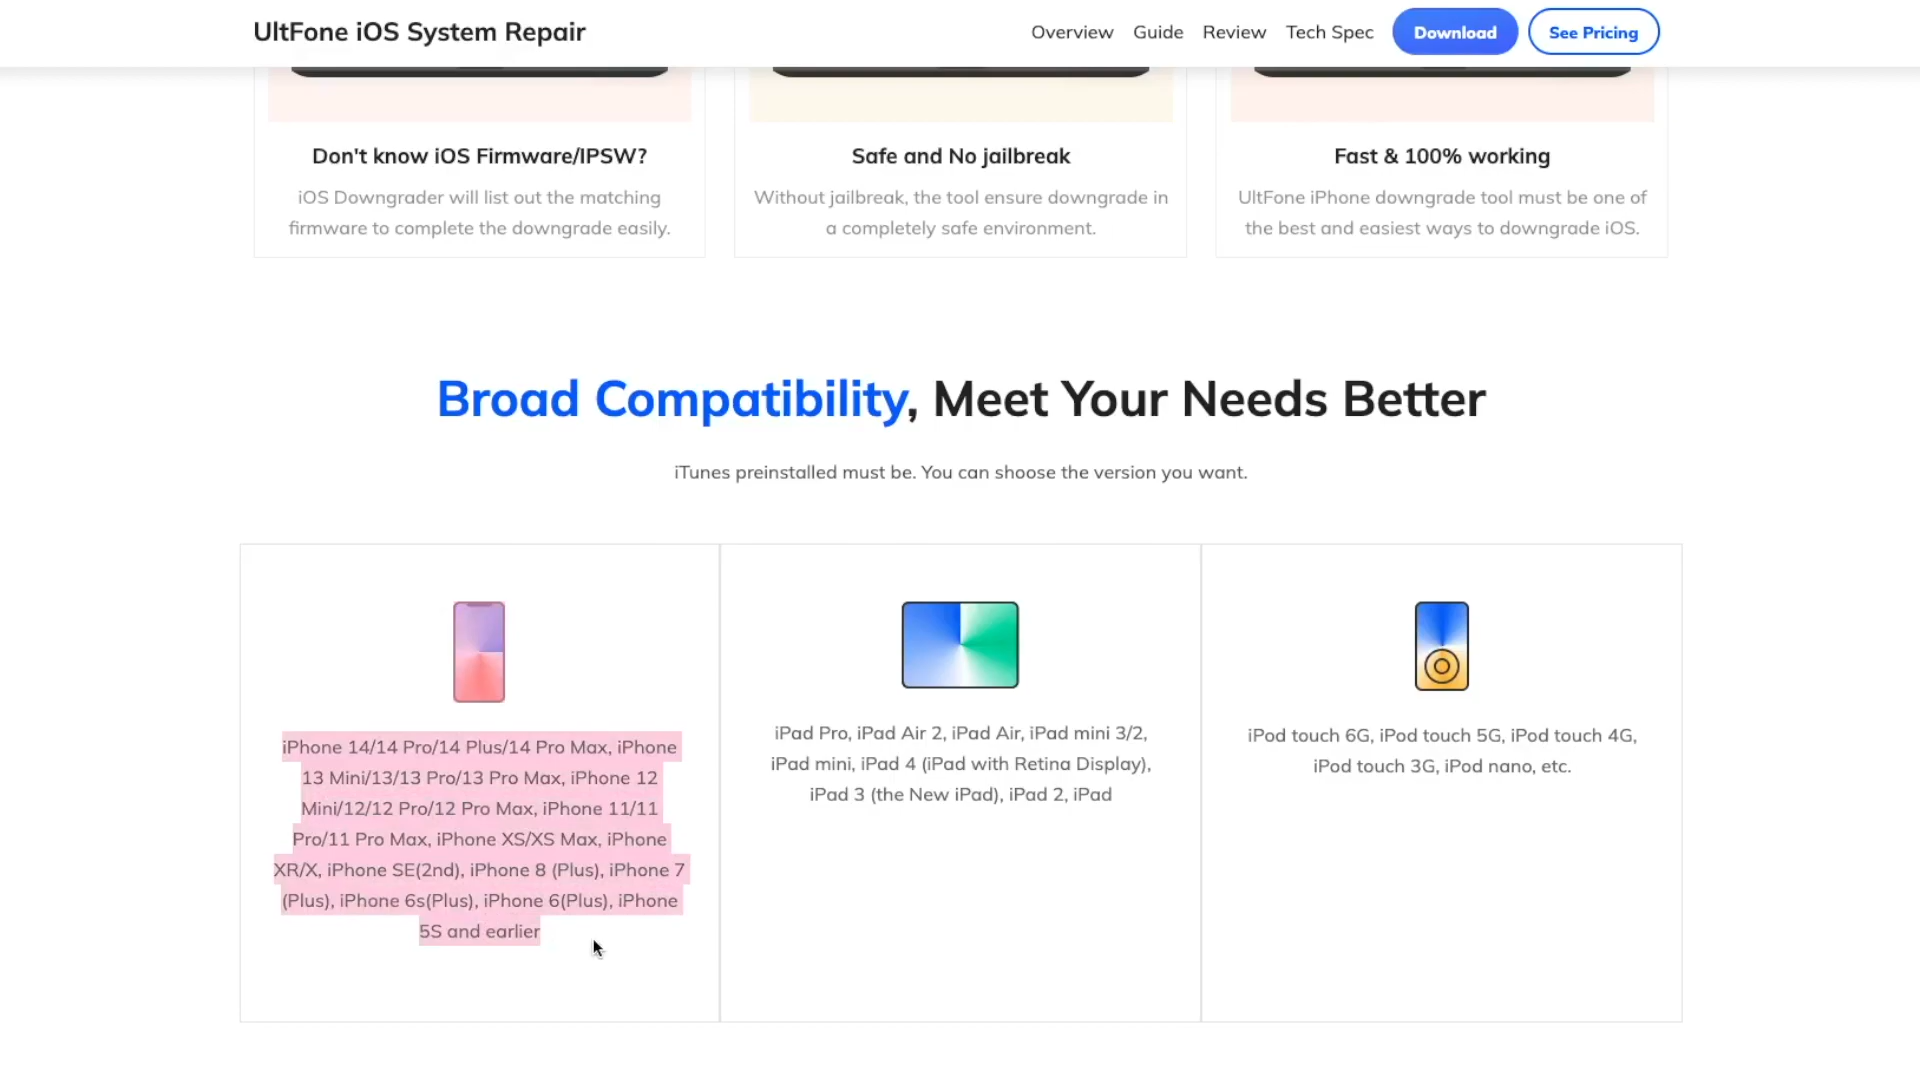 UltFone iOS System Repair
Overview
Guide
Review
Tech Spec
Download
See Pricing
Don't know iOS Firmware/IPSW?
iOS Downgrader will list out the matching
firmware to complete the downgrade easily.
Safe and No jailbreak
Without jailbreak, the tool ensure downgrade in
a completely safe environment.
Fast & 100% working
UltFone iPhone downgrade tool must be one of
the best and easiest ways to downgrade iOS.
Broad Compatibility, Meet Your Needs Better
iTunes preinstalled must be. You can shoose the version you want.
iPhone 14/14 Pro/14 Plus/14 Pro Max, iPhone
13 Mini/13/13 Pro/13 Pro Max, iPhone 12
Mini/12/12 Pro/12 Pro Max, iPhone 11/11
Pro/11 Pro Max, iPhone XS/XS Max, iPhone
XR/X, iPhone SE(2nd), iPhone 8 (Plus), iPhone 7
(Plus), iPhone 6s(Plus), iPhone 6(Plus), iPhone
5S and earlier
iPad Pro, iPad Air 2, iPad Air, iPad mini 3/2,
iPad mini, iPad 4 (iPad with Retina Display),
iPad 3 (the New iPad), iPad 2, iPad
iPod touch 6G, iPod touch 5G, iPod touch 4G,
iPod touch 3G, iPod nano, etc.